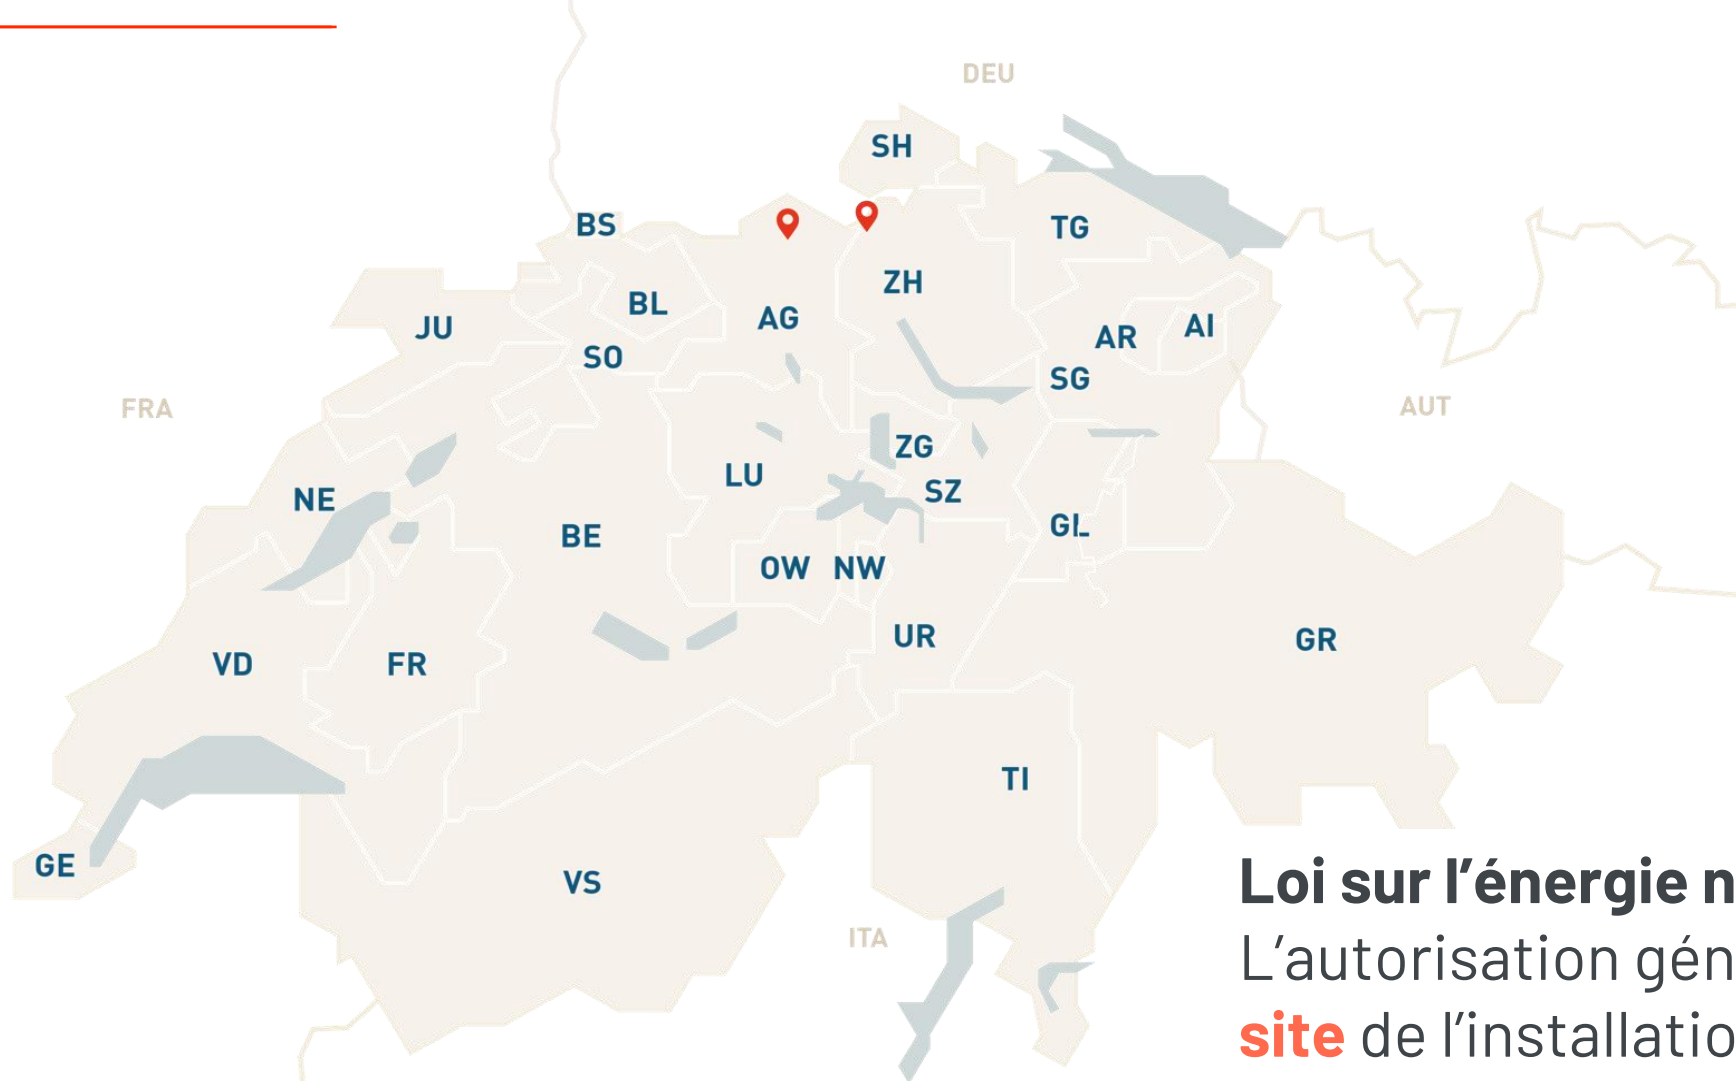 DEU
SH
BS
TG
ZH
BL
AG
JU
AI
AR
SO
SG
FRA
AUT
ZG
LU
SZ
NE
GL
BE
OW
NW
UR
GR
VD
FR
TI
GE
VS
ITA
Loi sur l’énergie n
L’autorisation gén
site de l’installatio